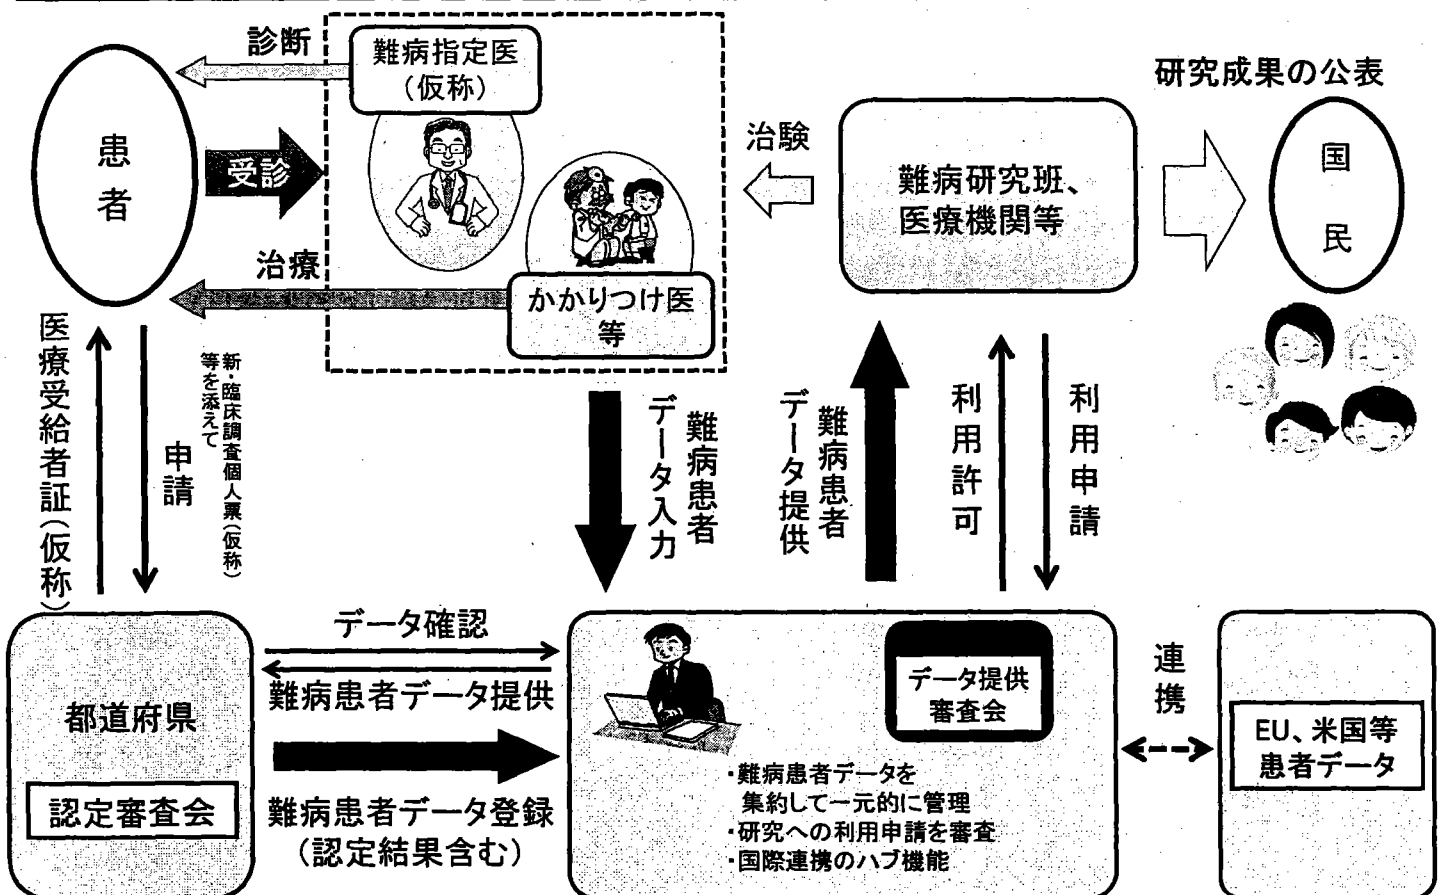 診断
難病指定医
(仮称)
患者
受診
治療
かかりつけ医
等
治験
難病研究班、
医療機関等
研究成果の公表
国民
医療受給者証(仮称)
申請
新・臨床調査個人票(仮称)
等を添えて
難病患者
データ入力
難病患者
データ提供
利用許可
利用申請
データ確認
難病患者データ提供
都道府県
認定審査会
難病患者データ登録
(認定結果含む)
データ提供
審査会
・難病患者データを
集約して一元的に管理
・研究への利用申請を審査
・国際連携のハブ機能
連携
EU、米国等
患者データ